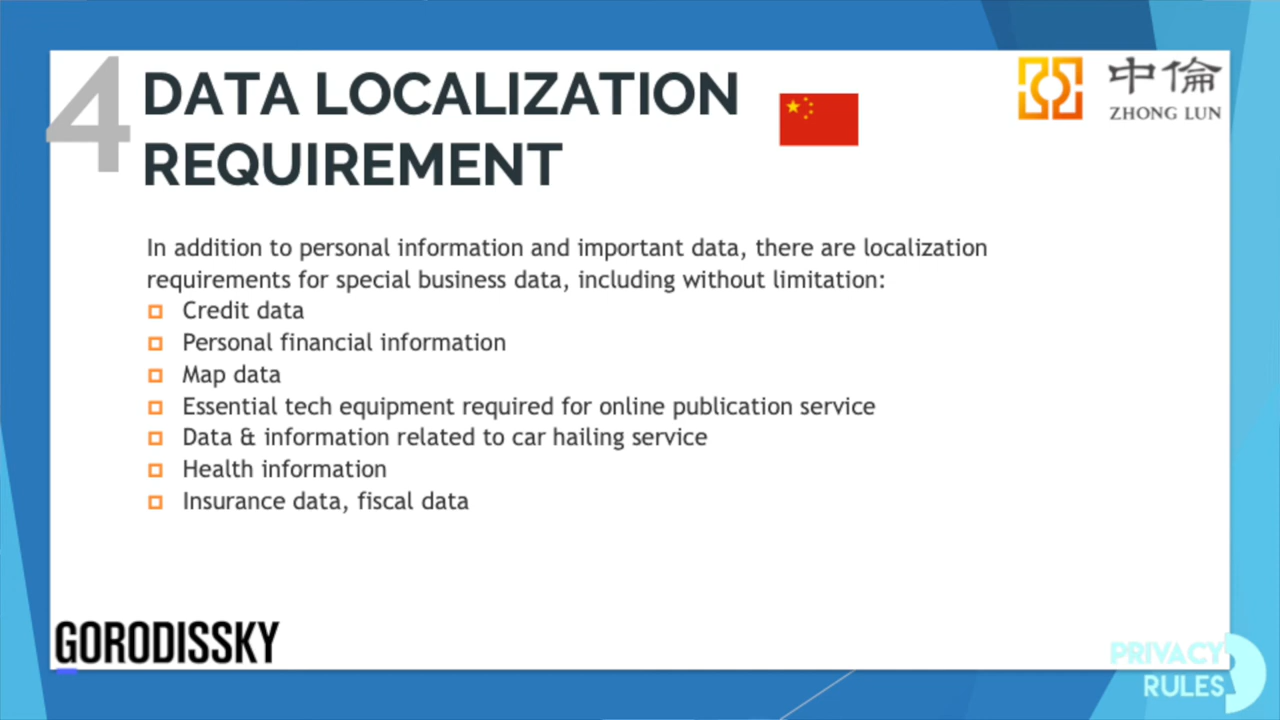 4
DATA LOCALIZATION
REQUIREMENT
中倫
ZHONG LUN
In addition to personal information and important data, there are localization
requirements for special business data, including without limitation:
Credit data
Personal financial information
Map data
Essential tech equipment required for online publication service
Data & information related to car hailing service
Health information
Insurance data, fiscal data
GORODISSKY
PRIVACY
RULES